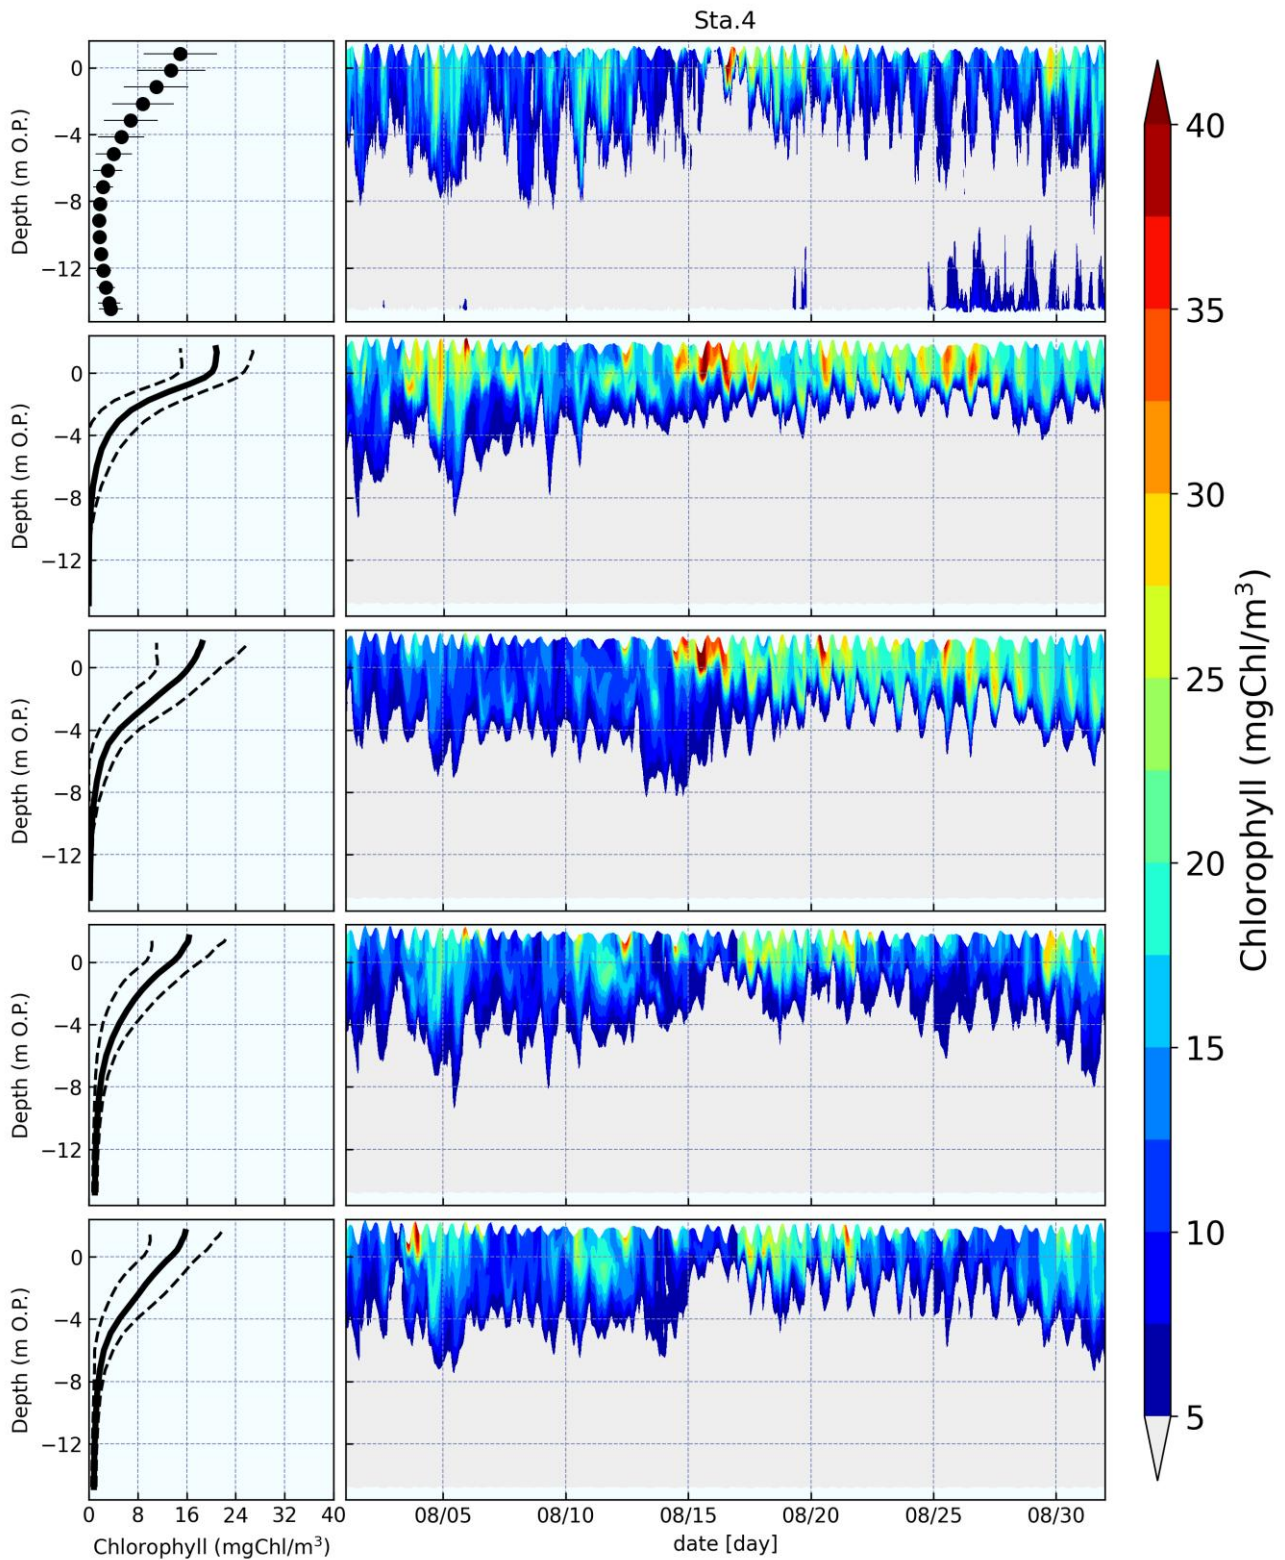 Sta.4
Depth (m O.P.)
0
−4
−8
−12
Depth (m O.P.)
0
−4
−8
−12
Depth (m O.P.)
0
−4
−8
−12
Depth (m O.P.)
0
−4
−8
−12
Depth (m O.P.)
0
−4
−8
−12
0 8 16 24 32 40
Chlorophyll (mgChl/m³)
08/05 08/10 08/15 08/20 08/25 08/30
date [day]
40
35
30
25
20
15
10
5
Chlorophyll (mgChl/m³)